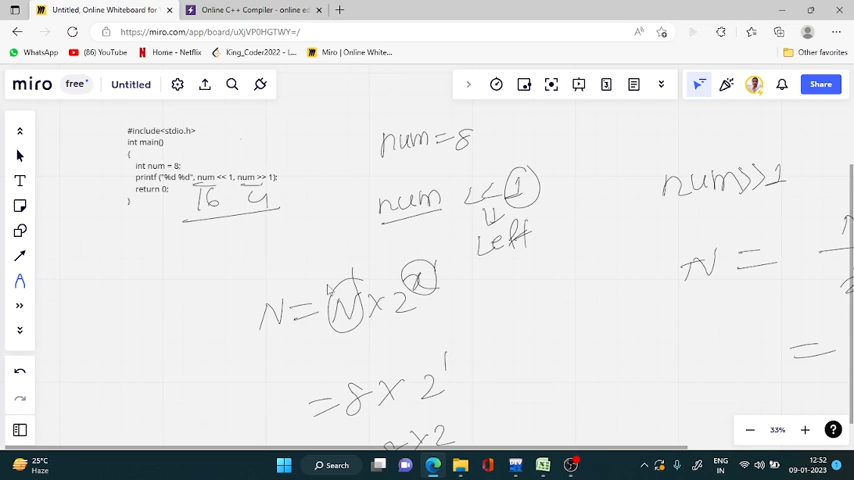 Untitled, Online Whiteboard for
Online C++ Compiler - online e
https://miro.com/app/board/uXjVP0HGTWY=/
WhatsApp
(86) YouTube
Home - Netflix
King_Coder2022 - L...
Miro | Online White...
Other favorites
miro
free
Untitled
Share
#include<stdio.h>
int main()
{
int num = 8;
printf ("%d %d", num << 1, num >> 1);
return 0;
}
16 4
num=8
num <<1
Left
num>>1
N = N x 2
N =
= 8 x 2^1
x2
=
33%
25°C
Haze
Search
ENG
IN
12:52
09-01-2023